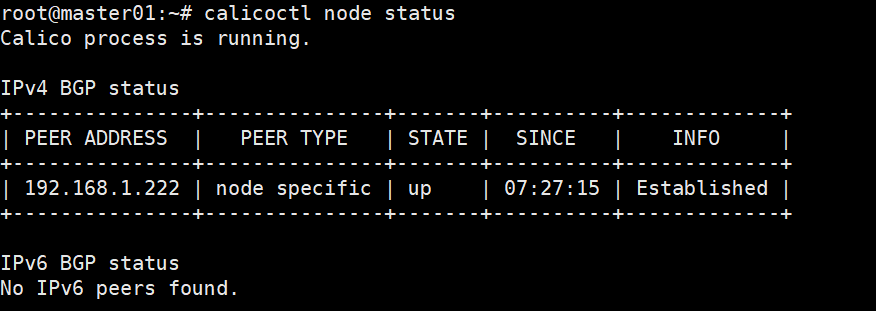 root@master01:~# calicoctl node status
Calico process is running.

IPv4 BGP status
+---------------+---------------+-------+----------+-------------+
| PEER ADDRESS  |   PEER TYPE   | STATE |  SINCE   |    INFO     |
+---------------+---------------+-------+----------+-------------+
| 192.168.1.222 | node specific | up    | 07:27:15 | Established |
+---------------+---------------+-------+----------+-------------+

IPv6 BGP status
No IPv6 peers found.